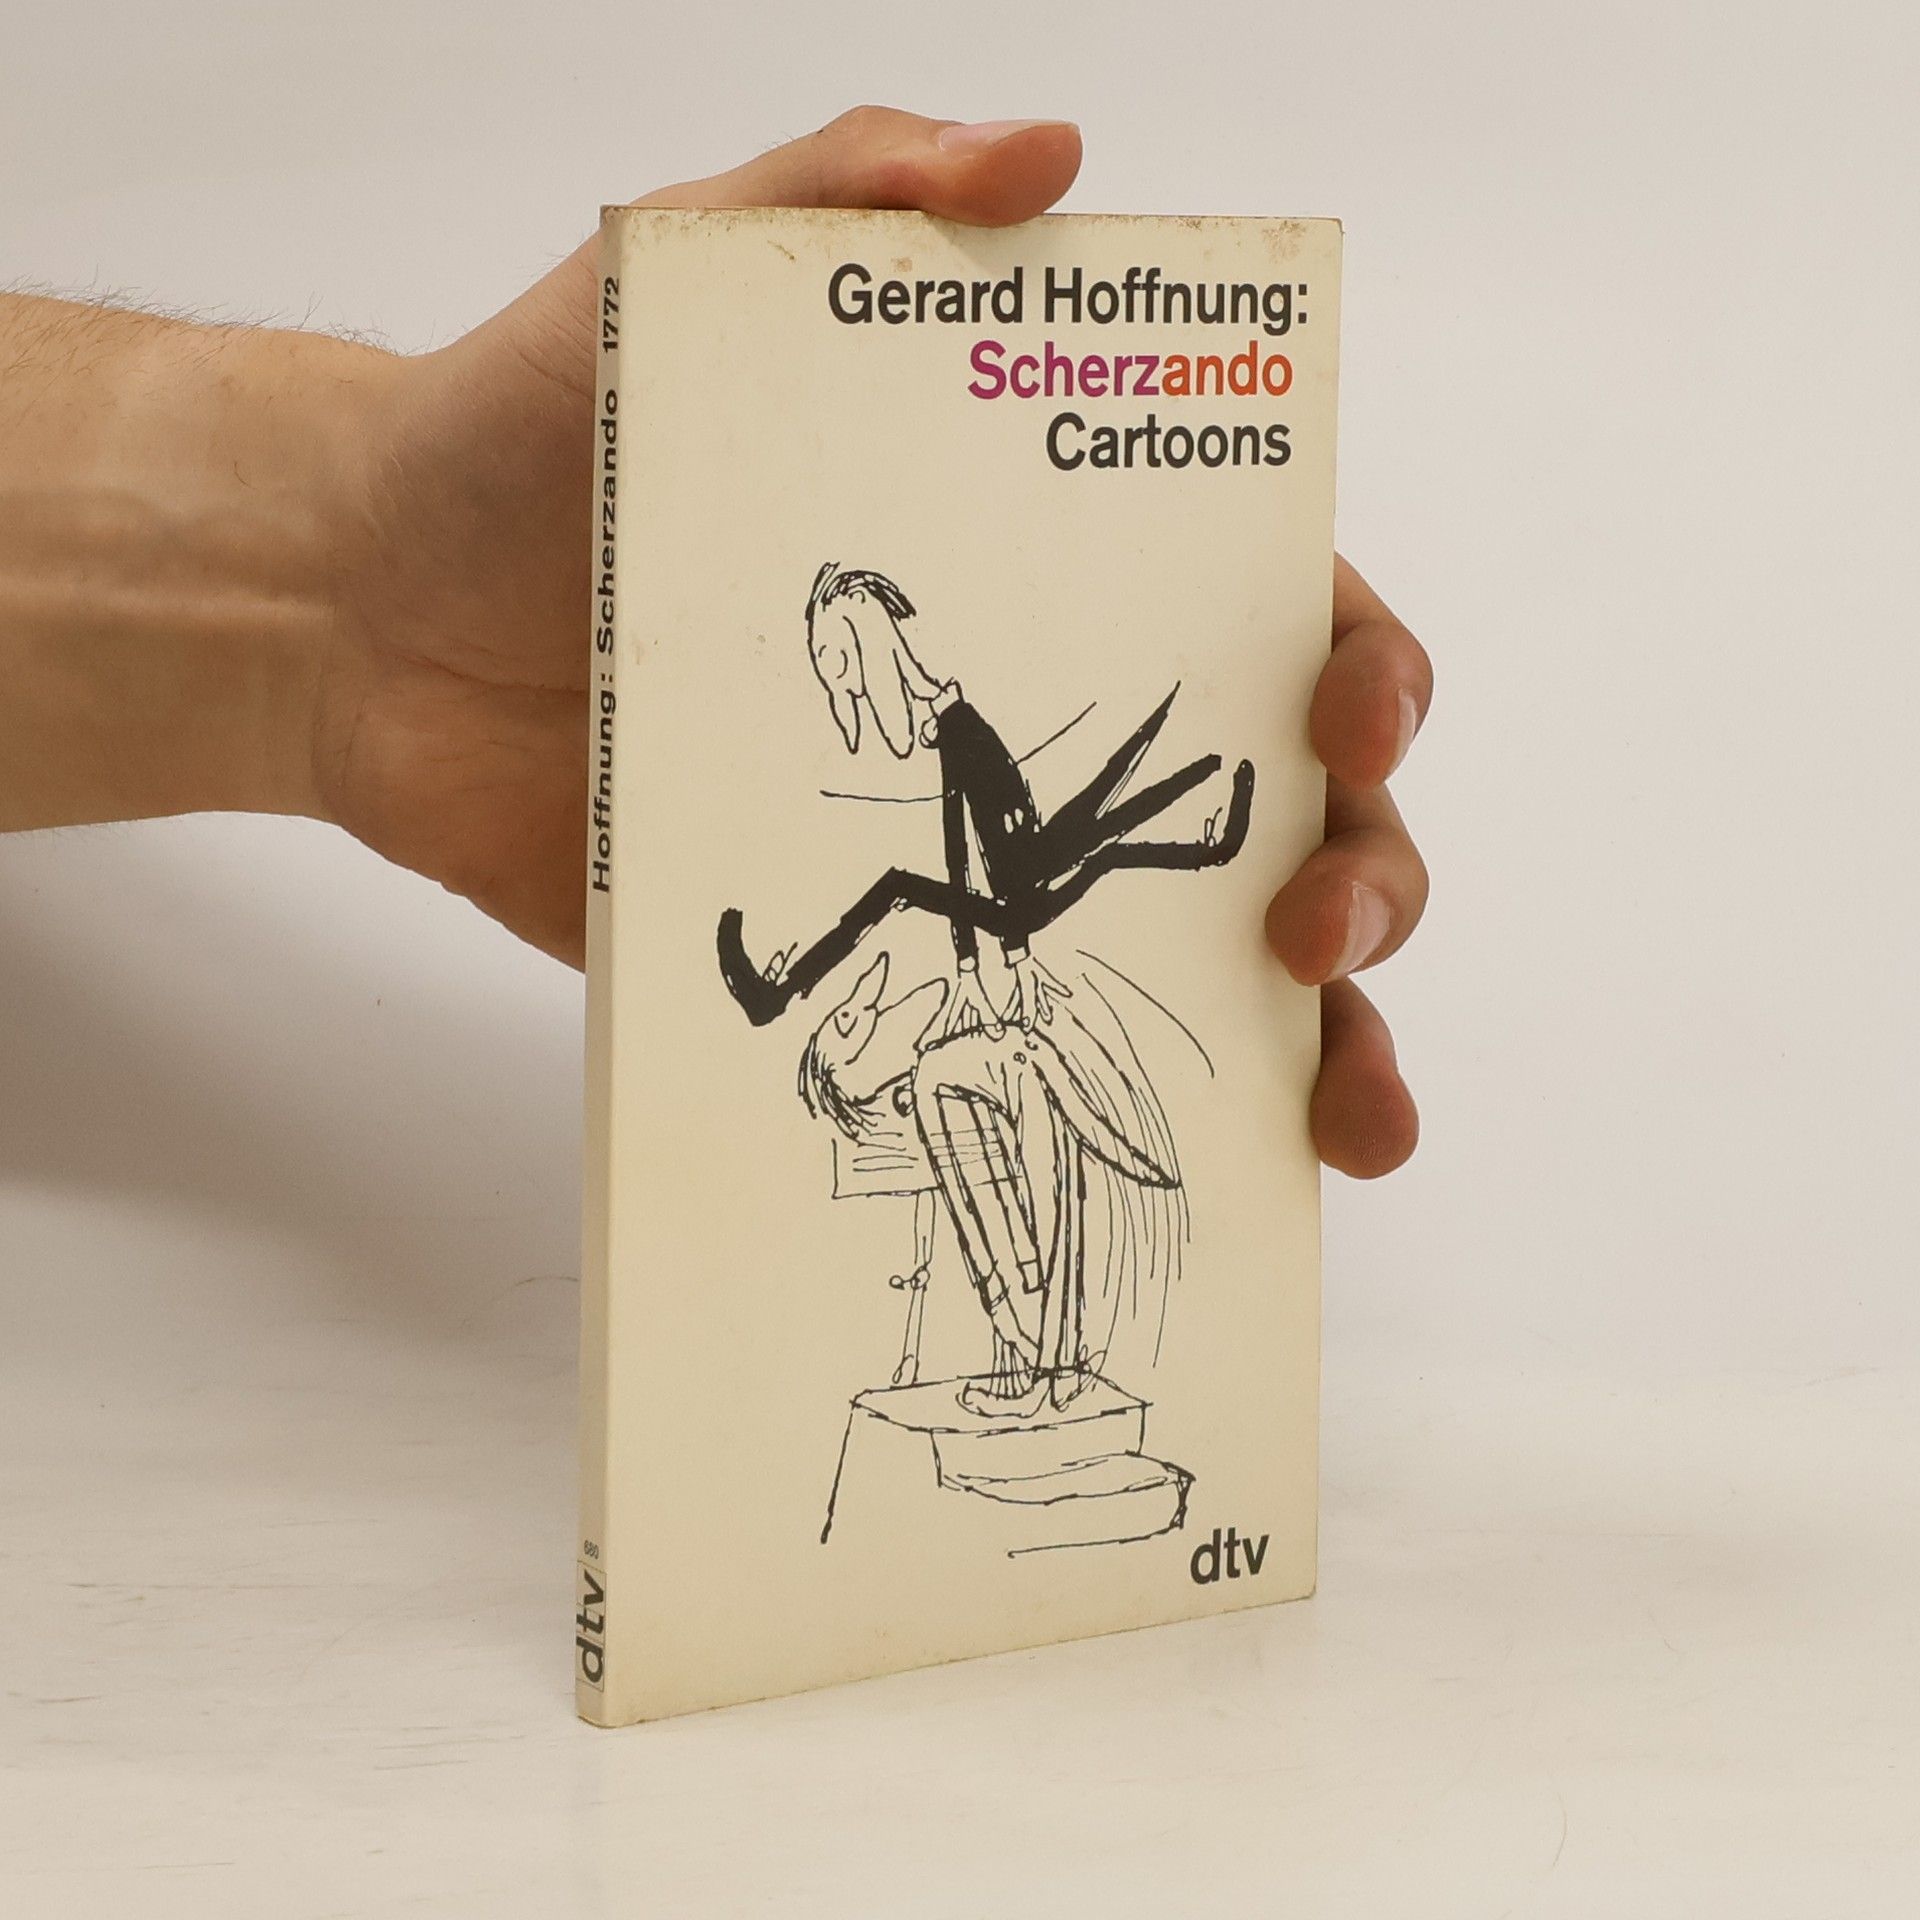 Gerard Hoffnung:
Scherzando
Cartoons
dtv
Hoffnung: Scherzando 1772
680
dtv